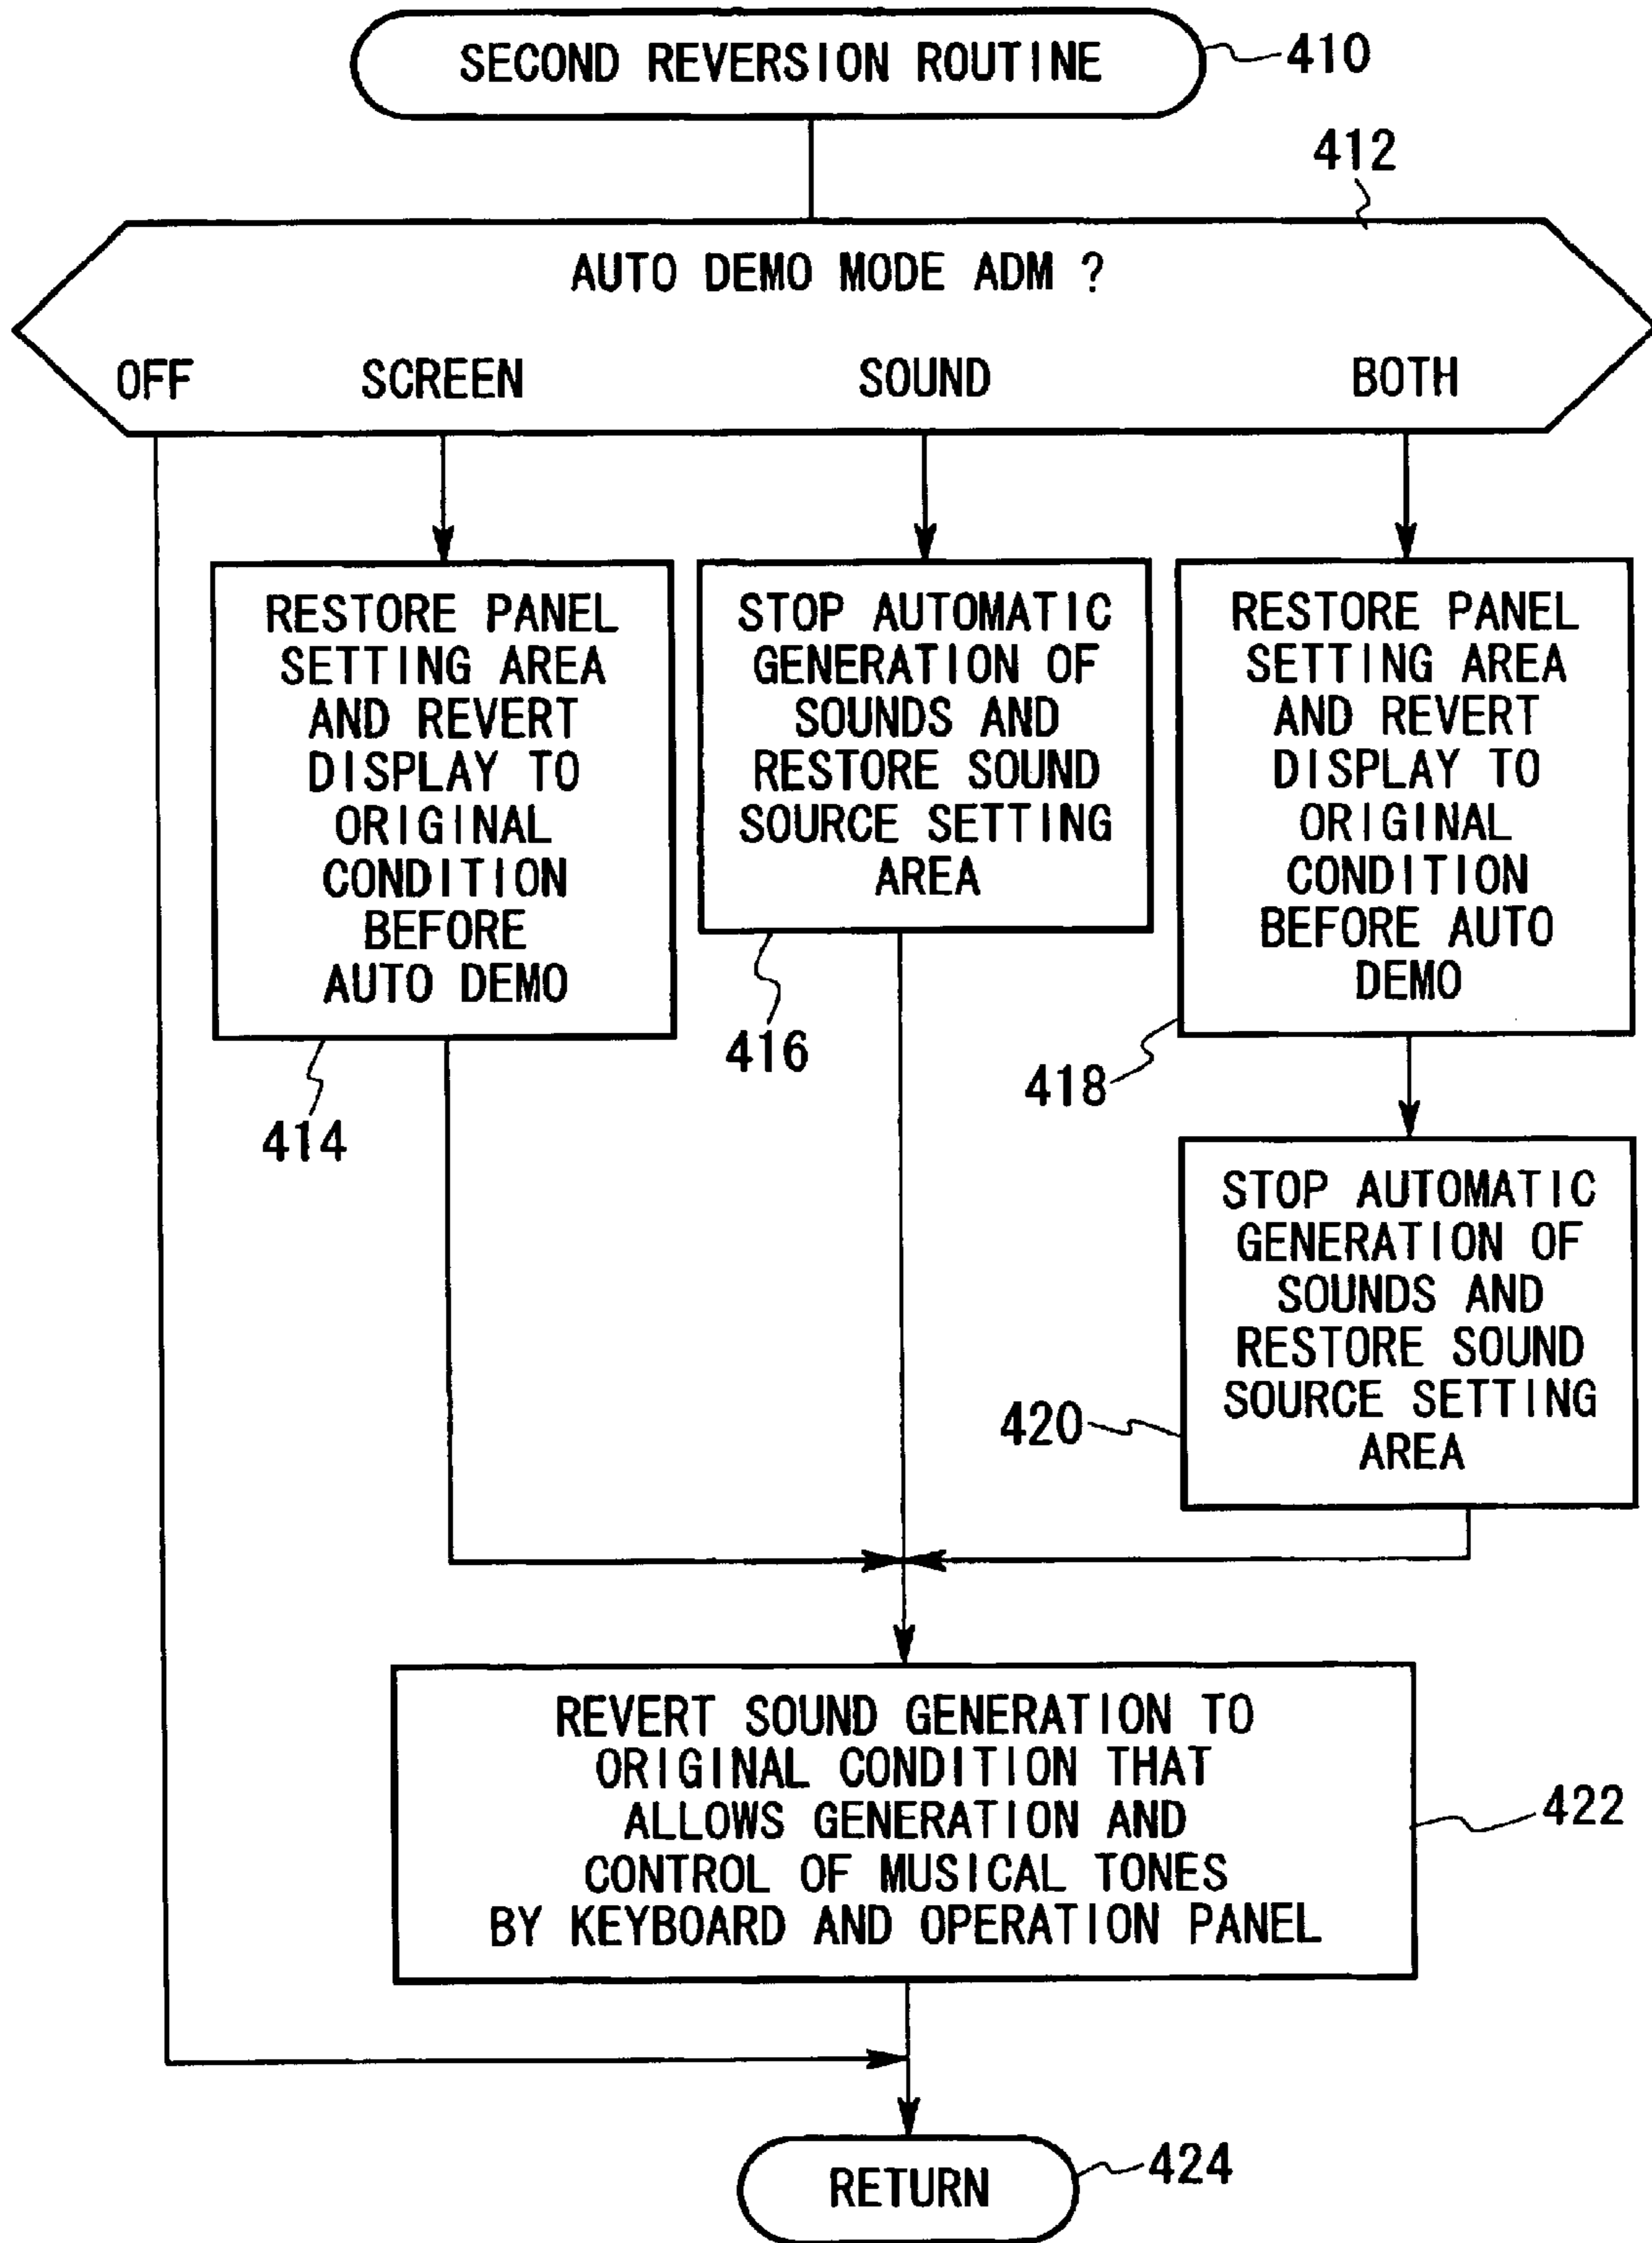 SECOND REVERSION ROUTINE
410
412
AUTO DEMO MODE ADM ?
OFF
SCREEN
SOUND
BOTH
RESTORE PANEL
SETTING AREA
AND REVERT
DISPLAY TO
ORIGINAL
CONDITION
BEFORE
AUTO DEMO
414
STOP AUTOMATIC
GENERATION OF
SOUNDS AND
RESTORE SOUND
SOURCE SETTING
AREA
416
RESTORE PANEL
SETTING AREA
AND REVERT
DISPLAY TO
ORIGINAL
CONDITION
BEFORE AUTO
DEMO
418
STOP AUTOMATIC
GENERATION OF
SOUNDS AND
RESTORE SOUND
SOURCE SETTING
AREA
420
REVERT SOUND GENERATION TO
ORIGINAL CONDITION THAT
ALLOWS GENERATION AND
CONTROL OF MUSICAL TONES
BY KEYBOARD AND OPERATION PANEL
422
RETURN
424